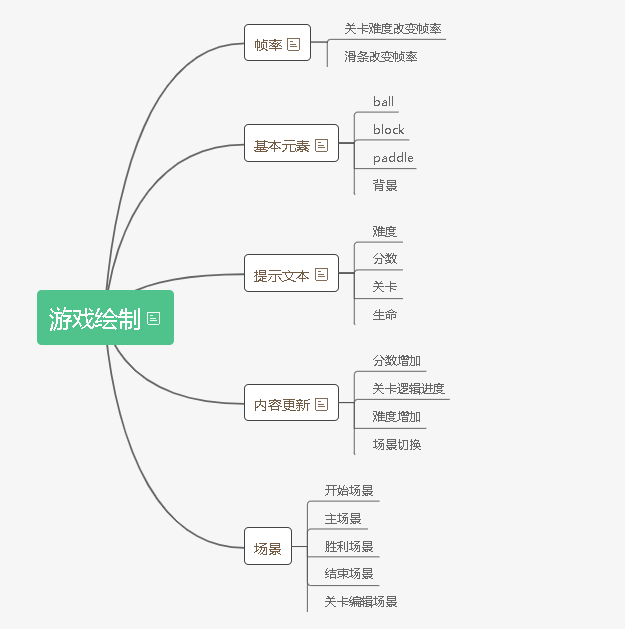 游戏绘制
帧率
关卡难度改变帧率
滑条改变帧率
基本元素
ball
block
paddle
背景
提示文本
难度
分数
关卡
生命
内容更新
分数增加
关卡逻辑进度
难度增加
场景切换
场景
开始场景
主场景
胜利场景
结束场景
关卡编辑场景